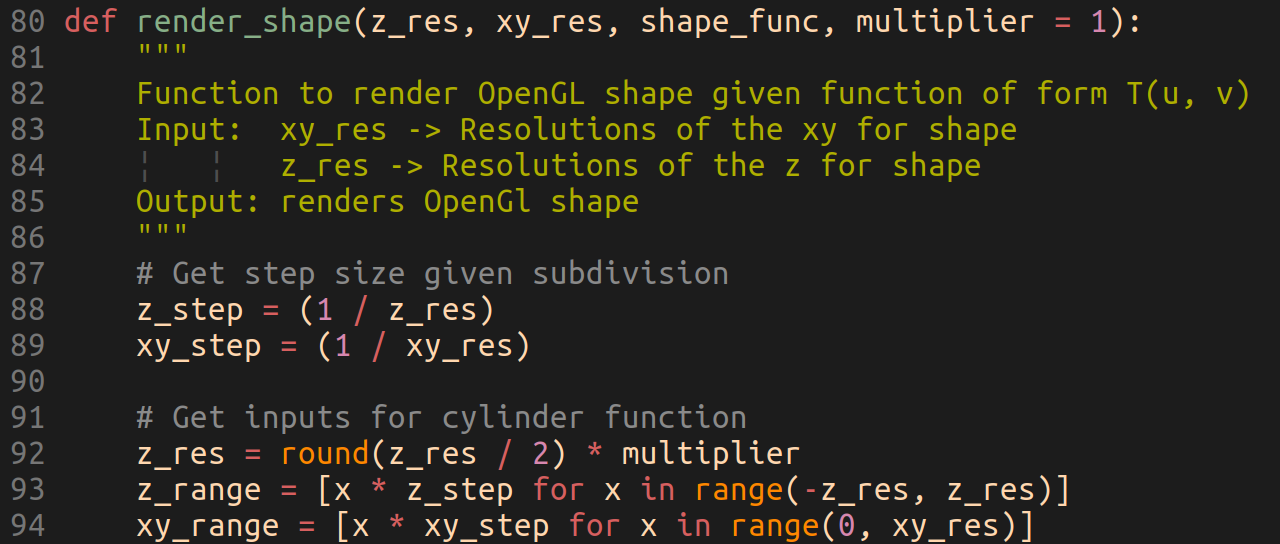 80 def render_shape(z_res, xy_res, shape_func, multiplier = 1):
81     """
82     Function to render OpenGL shape given function of form T(u, v)
83     Input:  xy_res -> Resolutions of the xy for shape
84             z_res -> Resolutions of the z for shape
85     Output: renders OpenGl shape
86     """
87     # Get step size given subdivision
88     z_step = (1 / z_res)
89     xy_step = (1 / xy_res)
90
91     # Get inputs for cylinder function
92     z_res = round(z_res / 2) * multiplier
93     z_range = [x * z_step for x in range(-z_res, z_res)]
94     xy_range = [x * xy_step for x in range(0, xy_res)]